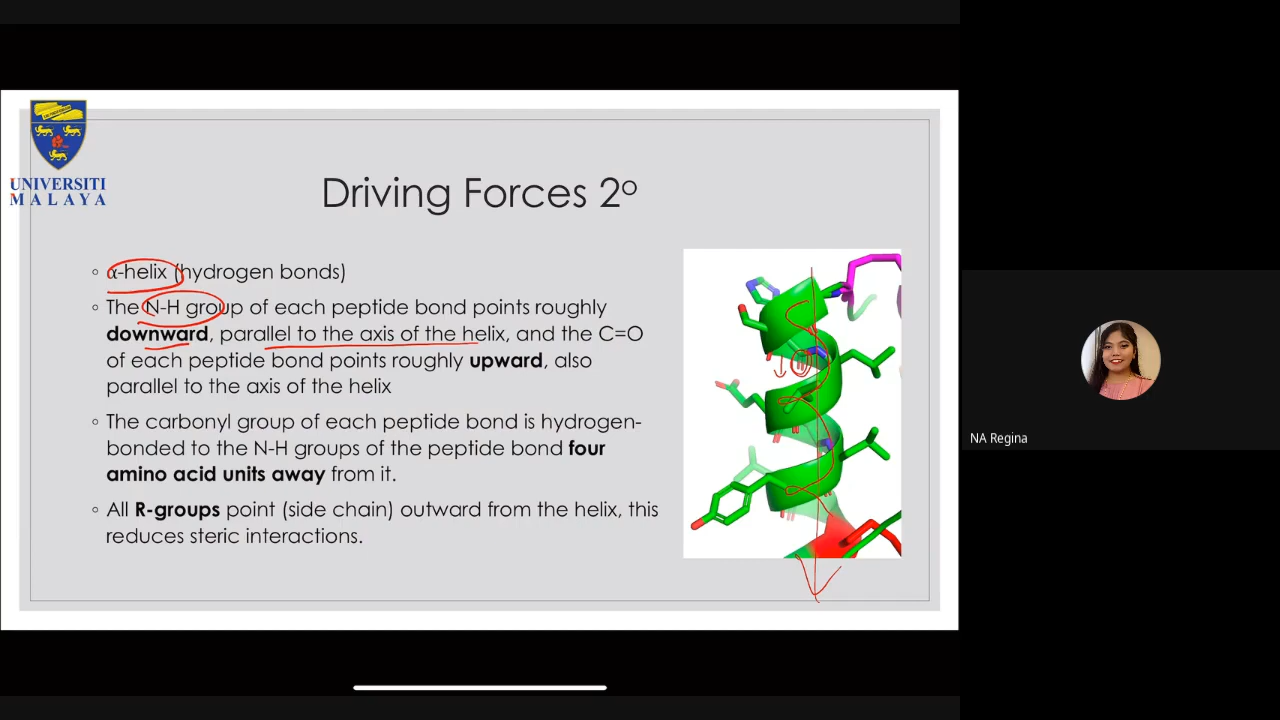 UNIVERSITI
MALAYA
Driving Forces 2º
α-helix (hydrogen bonds)
The N-H group of each peptide bond points roughly
downward, parallel to the axis of the helix, and the C=O
of each peptide bond points roughly upward, also
parallel to the axis of the helix
The carbonyl group of each peptide bond is hydrogen-
bonded to the N-H groups of the peptide bond four
amino acid units away from it.
All R-groups point (side chain) outward from the helix, this
reduces steric interactions.
NA Regina